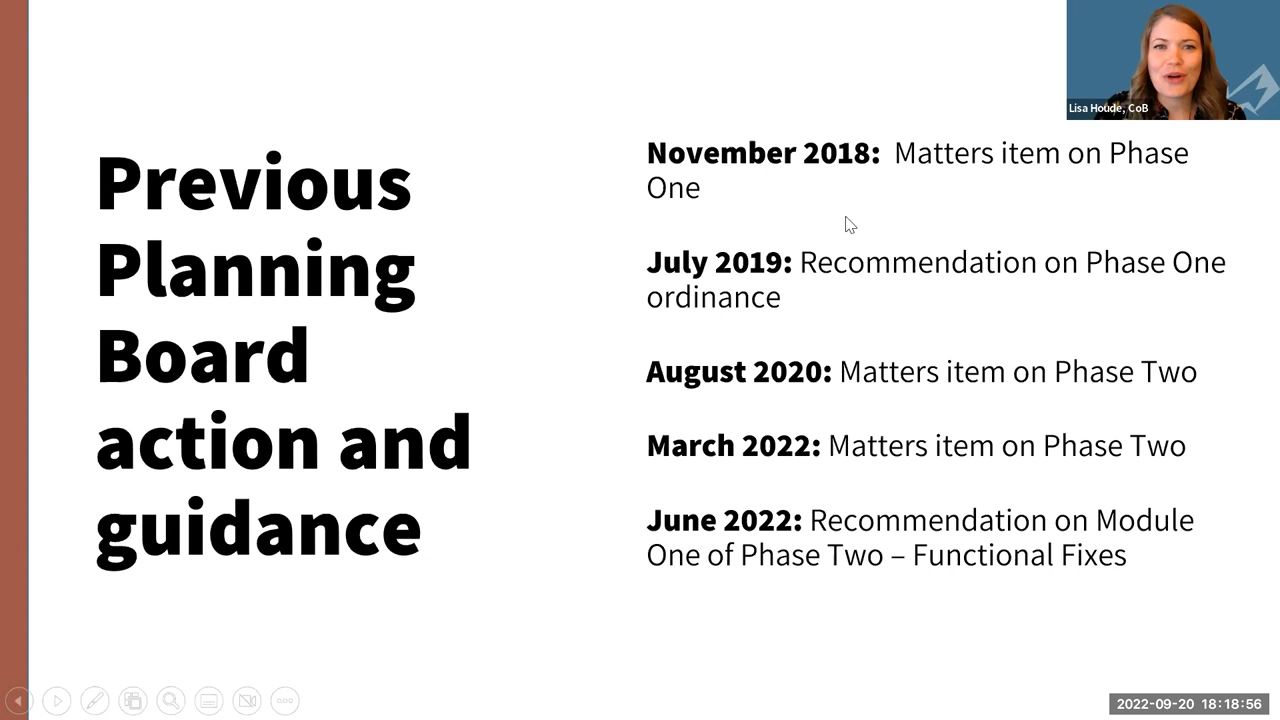 Lisa Houde, CoB
Previous
Planning
Board
action and
guidance
November 2018: Matters item on Phase
One
July 2019: Recommendation on Phase One
ordinance
August 2020: Matters item on Phase Two
March 2022: Matters item on Phase Two
June 2022: Recommendation on Module
One of Phase Two – Functional Fixes
2022-09-20 18:18:56